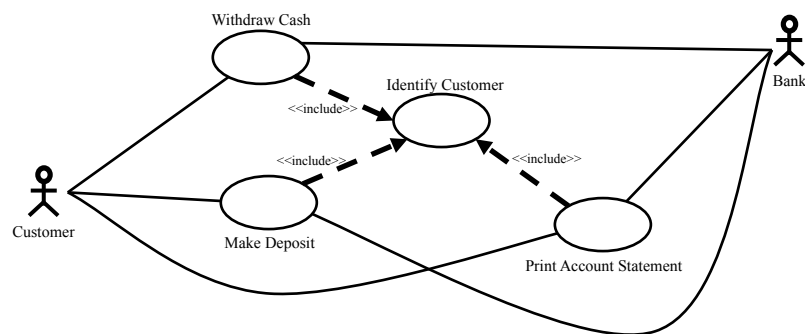 Withdraw Cash
Bank
Identify Customer
<<include>>
<<include>>
<<include>>
Customer
Make Deposit
Print Account Statement